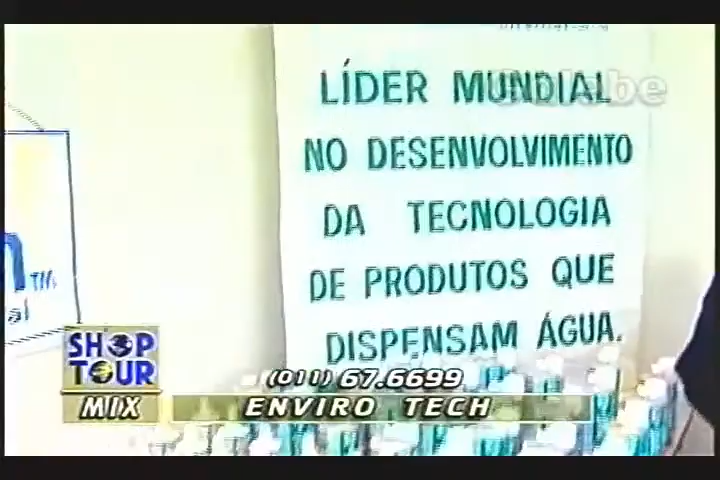 LÍDER MUNDIAL
NO DESENVOLVIMENTO
DA TECNOLOGIA
DE PRODUTOS QUE
DISPENSAM ÁGUA.
TM
SHOP
TOUR
MIX
(011) 67.6699
ENVIRO TECH